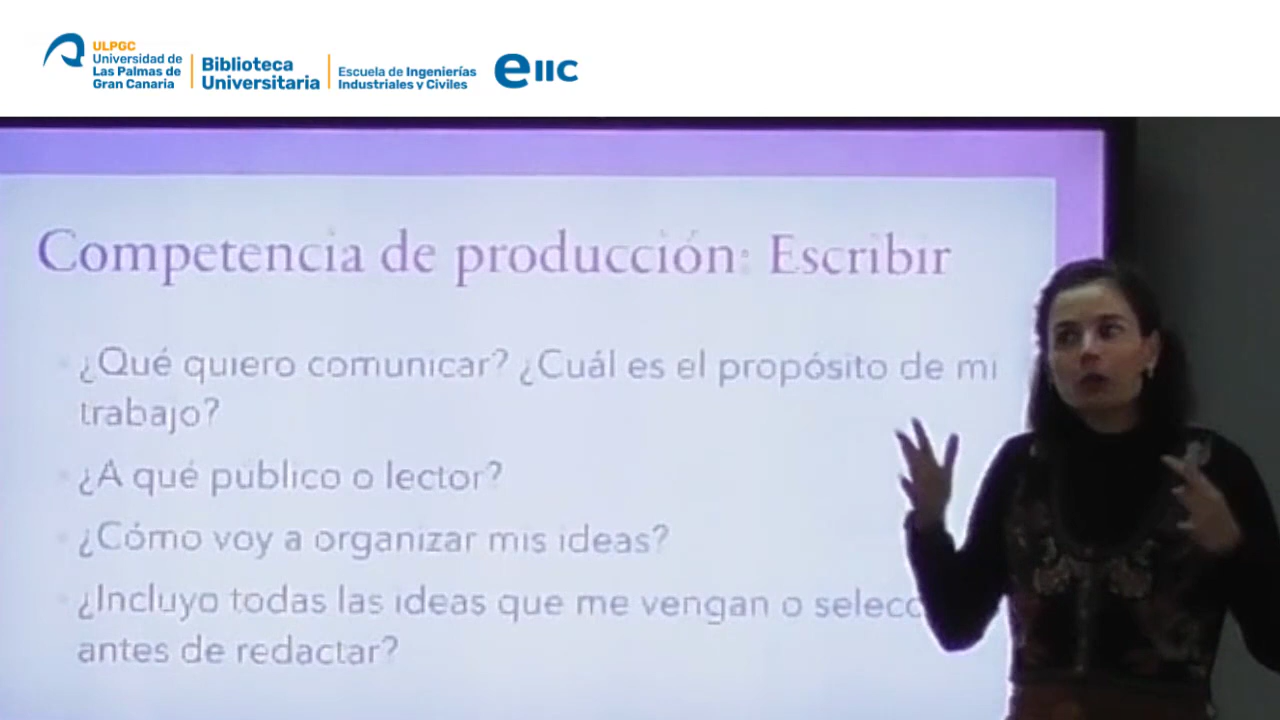 ULPGC
Universidad de
Las Palmas de
Gran Canaria
Biblioteca
Universitaria
Escuela de Ingenierías
Industriales y Civiles
eiic
Competencia de producción: Escribir
¿Qué quiero comunicar? ¿Cuál es el propósito de mi
trabajo?
¿A qué público o lector?
¿Cómo voy a organizar mis ideas?
¿Incluyo todas las ideas que me vengan o
antes de redactar?